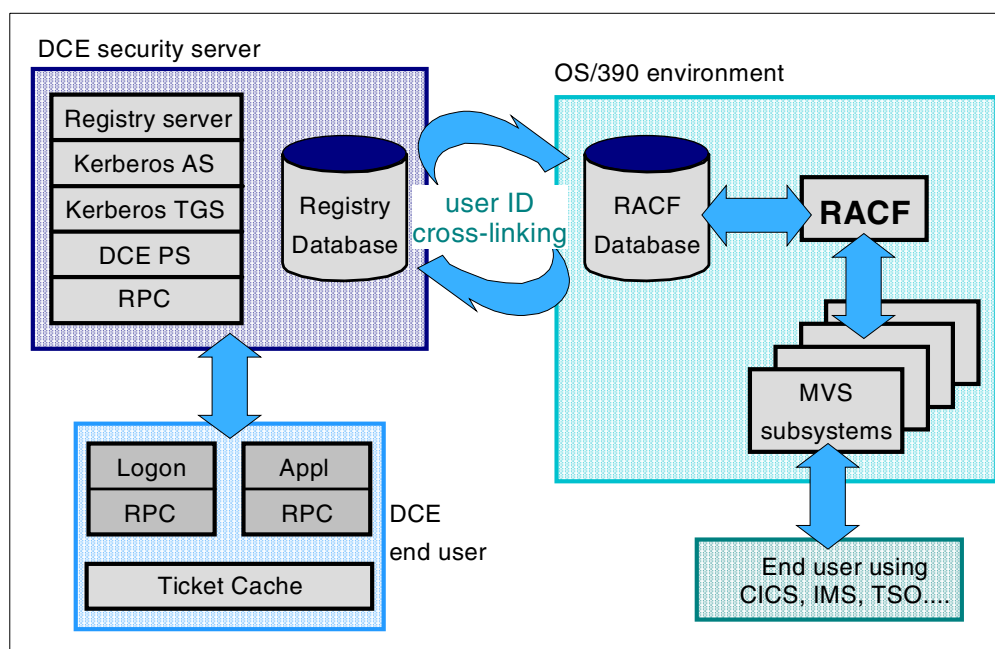 DCE security server
Registry server
Kerberos AS
Kerberos TGS
DCE PS
RPC
Registry
Database
user ID
cross-linking
OS/390 environment
RACF
Database
RACF
MVS
subsystems
Logon
RPC
Appl
RPC
DCE
end user
Ticket Cache
End user using
CICS, IMS, TSO....